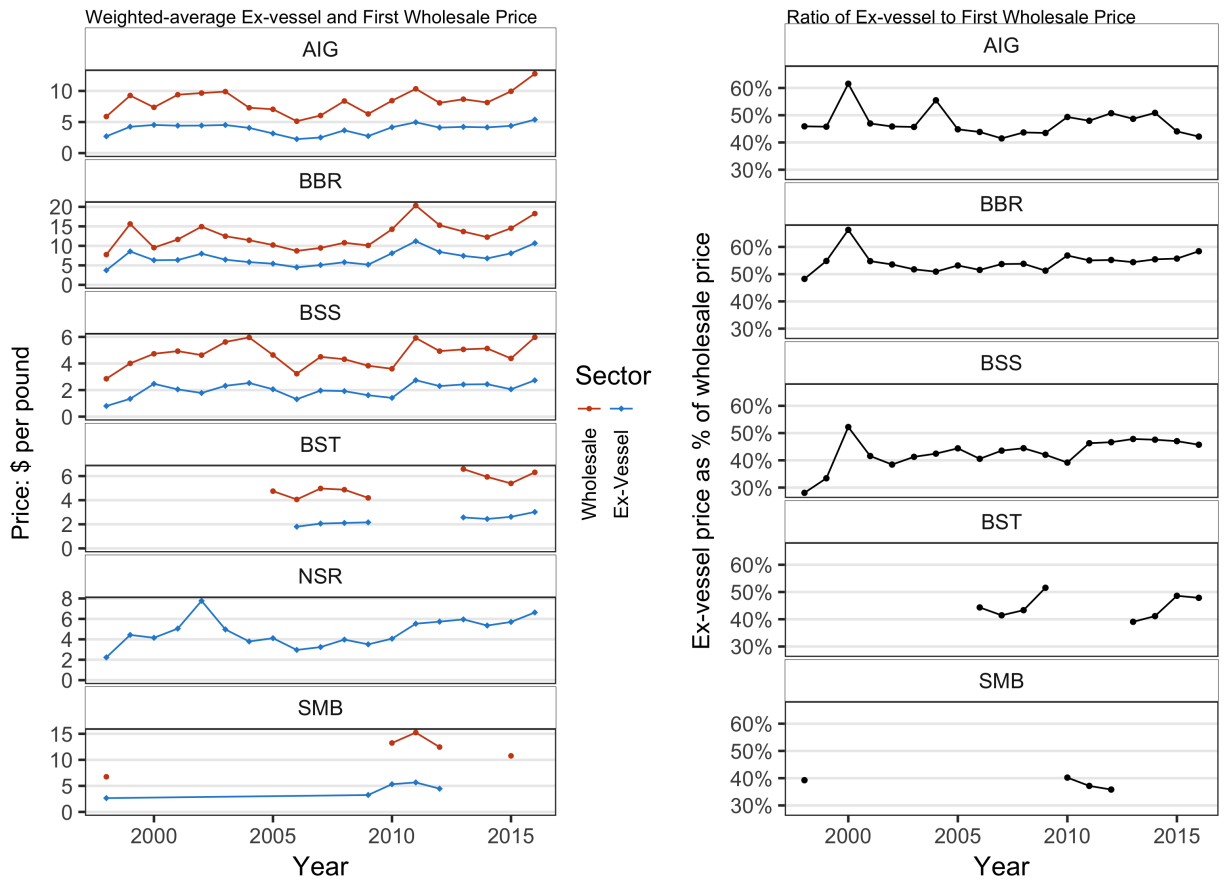 Weighted-average Ex-vessel and First Wholesale Price
AIG
10
5
0
BBR
20
15
10
5
0
BSS
6
4
2
0
BST
6
4
2
0
NSR
8
6
4
2
0
SMB
15
10
5
0
2000 2005 2010 2015
Year
Price: $ per pound
Sector
Wholesale
Ex-Vessel
Ratio of Ex-vessel to First Wholesale Price
AIG
60%
50%
40%
30%
BBR
60%
50%
40%
30%
BSS
60%
50%
40%
30%
BST
60%
50%
40%
30%
SMB
60%
50%
40%
30%
2000 2005 2010 2015
Year
Ex-vessel price as % of wholesale price